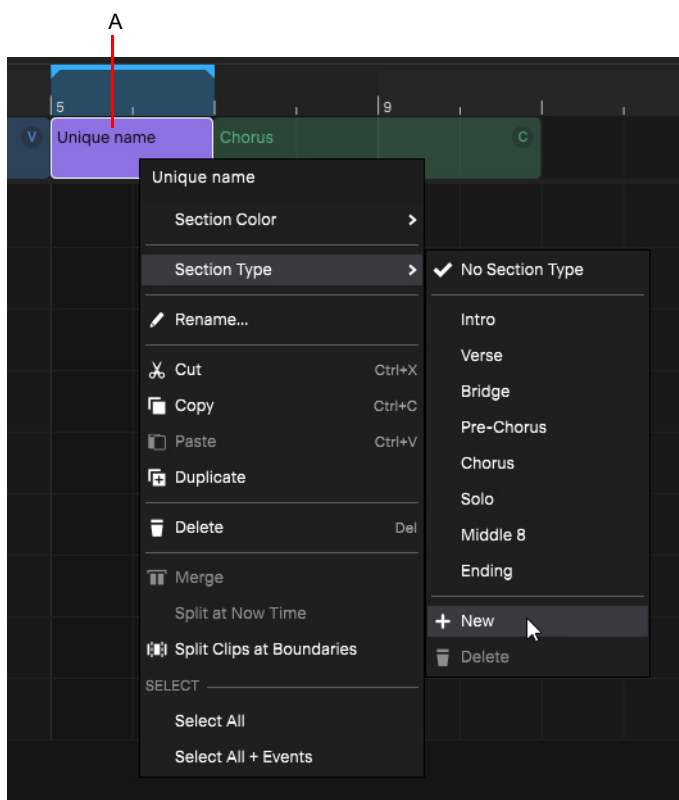 A
5
9
V
Unique name
Chorus
C
Unique name
Section Color
Section Type
No Section Type
Rename...
Intro
Verse
Cut Ctrl+X
Bridge
Copy Ctrl+C
Pre-Chorus
Paste Ctrl+V
Chorus
Duplicate
Solo
Delete Del
Middle 8
Ending
Merge
Split at Now Time
New
Split Clips at Boundaries
Delete
SELECT
Select All
Select All + Events